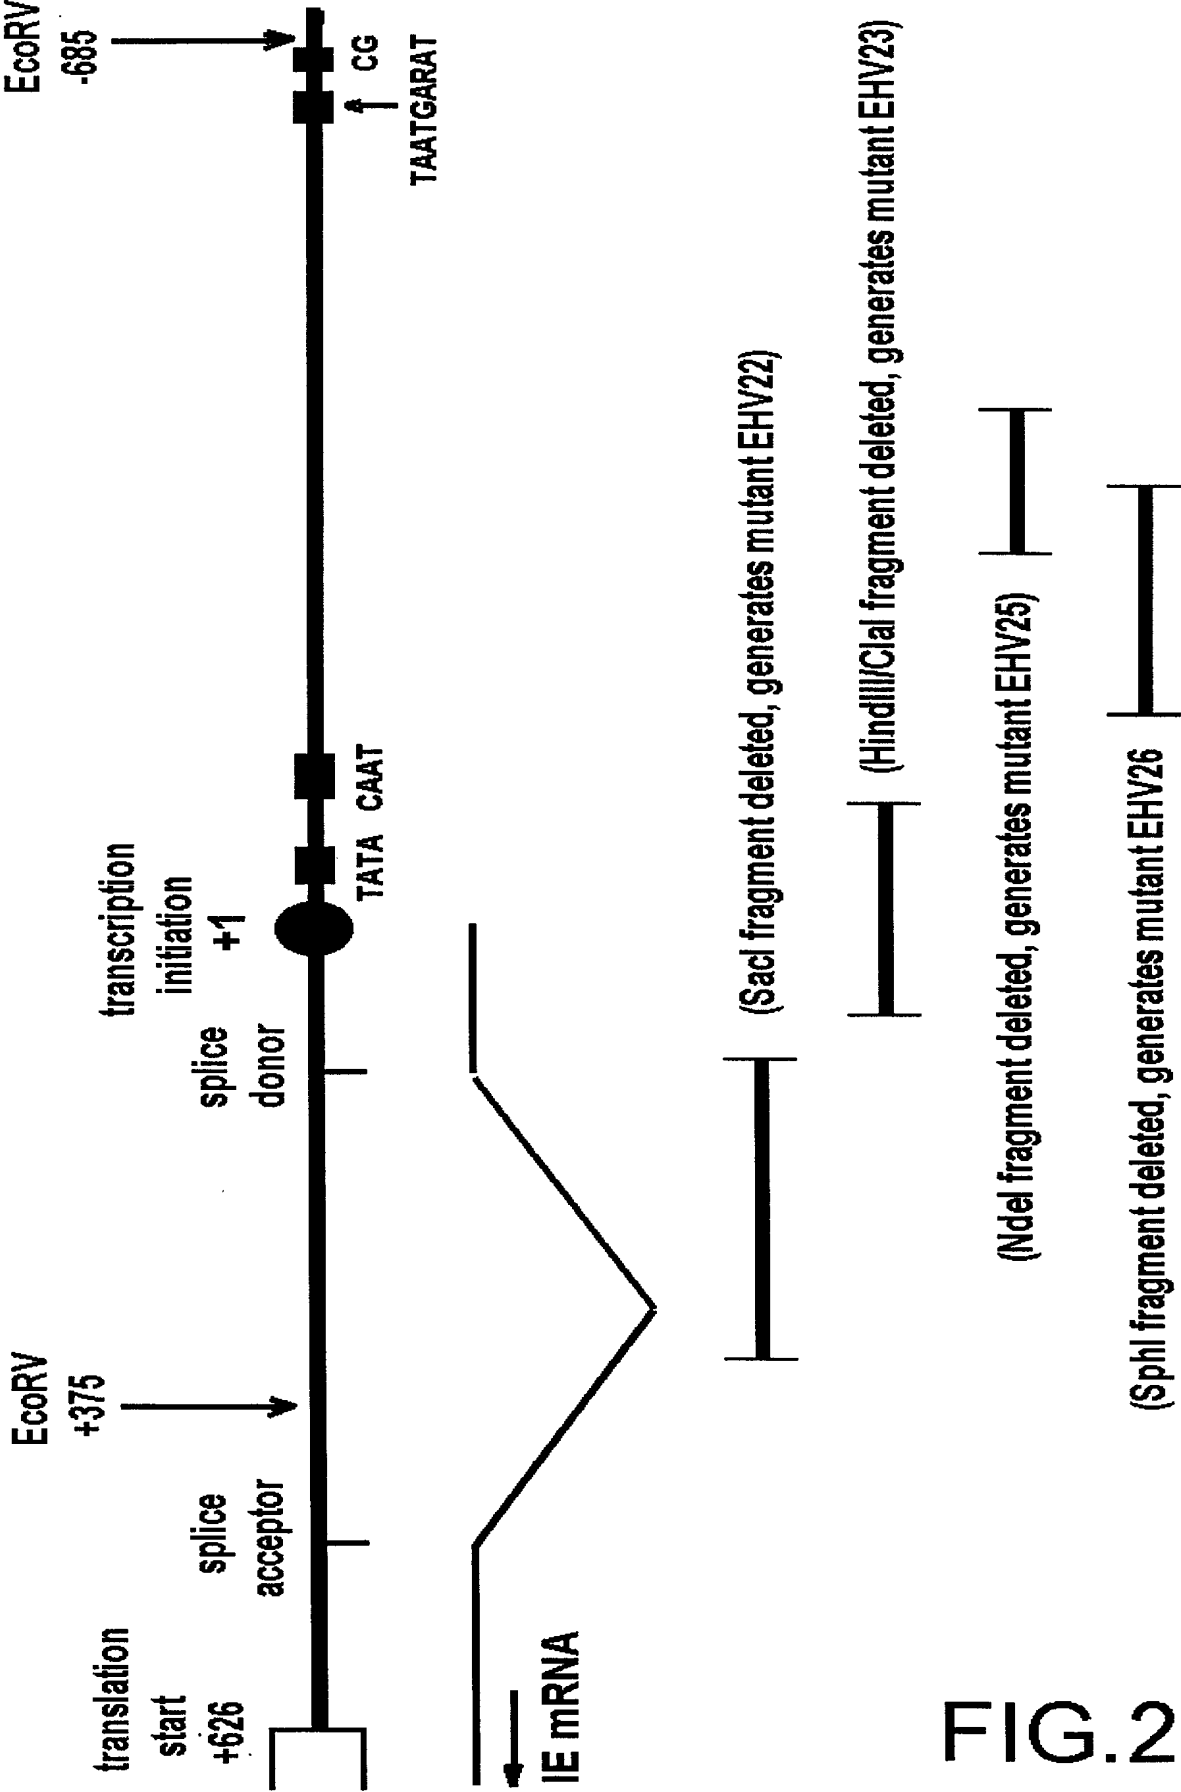 translation
start
+626
splice
acceptor
EcoRV
+375
splice
donor
transcription
initiation
+1
TATA CAAT
EcoRV
-685
CG
TAATGARAT
IE mRNA
(SacI fragment deleted, generates mutant EHV22)
(HindIII/ClaI fragment deleted, generates mutant EHV23)
(NdeI fragment deleted, generates mutant EHV25)
(SphI fragment deleted, generates mutant EHV26
FIG.2